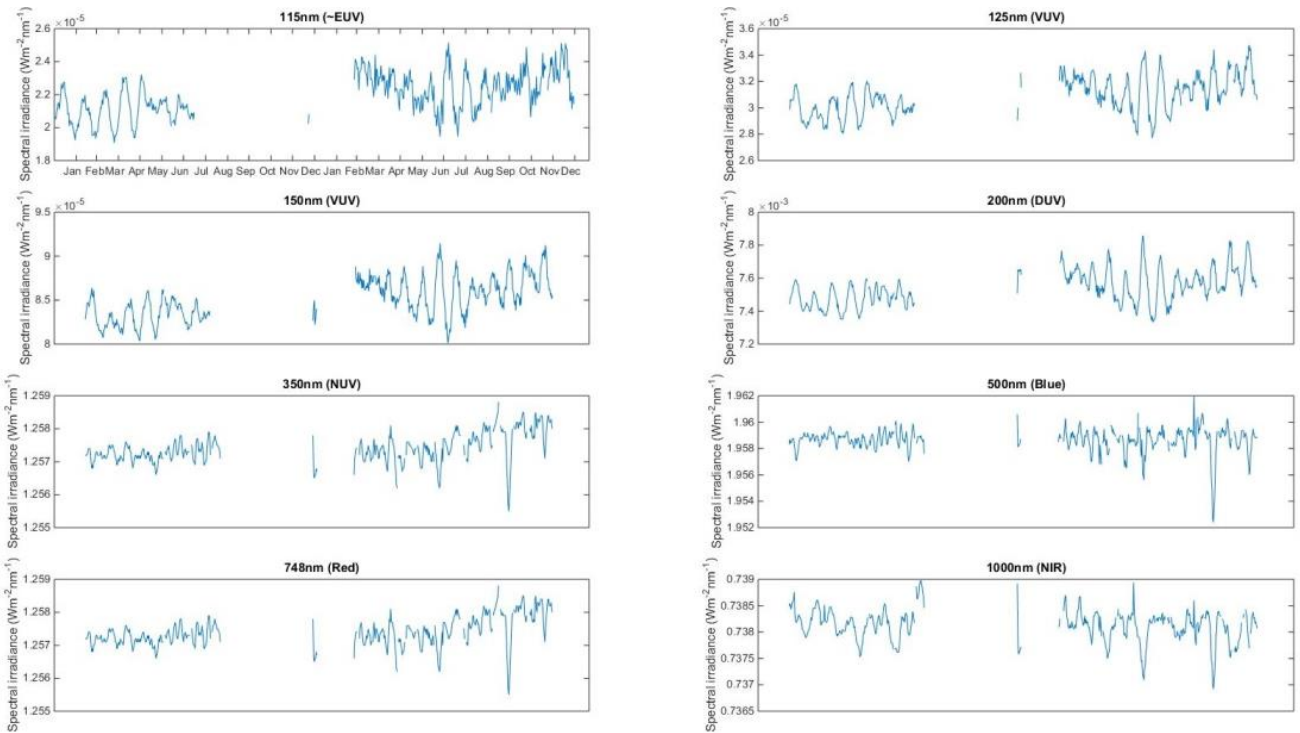 115nm (~EUV)
×10⁻⁵
Spectral irradiance (Wm⁻²nm⁻¹)
2.6
2.4
2.2
2
1.8
Jan Feb Mar Apr May Jun Jul Aug Sep Oct Nov Dec Jan Feb Mar Apr May Jun Jul Aug Sep Oct Nov Dec
125nm (VUV)
×10⁻⁵
Spectral irradiance (Wm⁻²nm⁻¹)
3.6
3.4
3.2
3
2.8
2.6
150nm (VUV)
×10⁻⁵
Spectral irradiance (Wm⁻²nm⁻¹)
9.5
9
8.5
8
200nm (DUV)
×10⁻³
Spectral irradiance (Wm⁻²nm⁻¹)
8
7.8
7.6
7.4
7.2
350nm (NUV)
Spectral irradiance (Wm⁻²nm⁻¹)
1.259
1.258
1.257
1.256
1.255
500nm (Blue)
Spectral irradiance (Wm⁻²nm⁻¹)
1.962
1.96
1.958
1.956
1.954
1.952
748nm (Red)
Spectral irradiance (Wm⁻²nm⁻¹)
1.259
1.258
1.257
1.256
1.255
1000nm (NIR)
Spectral irradiance (Wm⁻²nm⁻¹)
0.739
0.7385
0.738
0.7375
0.737
0.7365